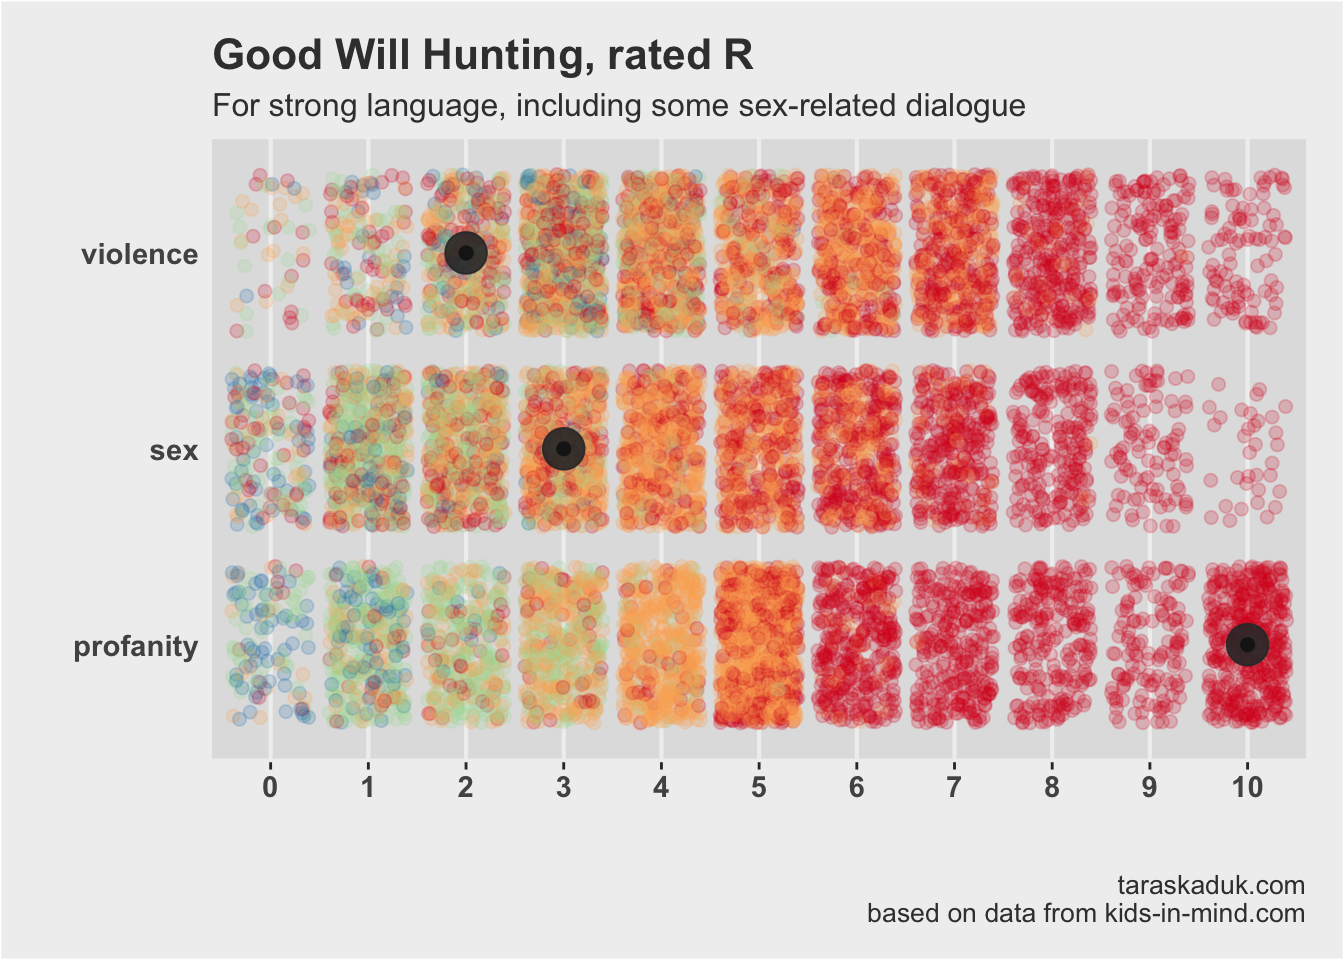 Good Will Hunting, rated R
For strong language, including some sex-related dialogue
violence
sex
profanity
0 1 2 3 4 5 6 7 8 9 10
taraskaduk.com
based on data from kids-in-mind.com